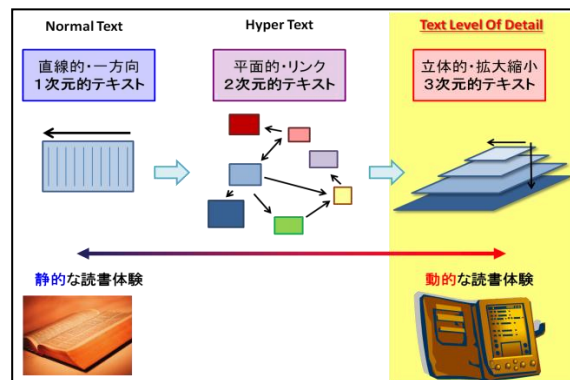 Normal Text
直線的・一方向
1次元的テキスト
Hyper Text
平面的・リンク
2次元的テキスト
Text Level Of Detail
立体的・拡大縮小
3次元的テキスト
静的な読書体験
動的な読書体験